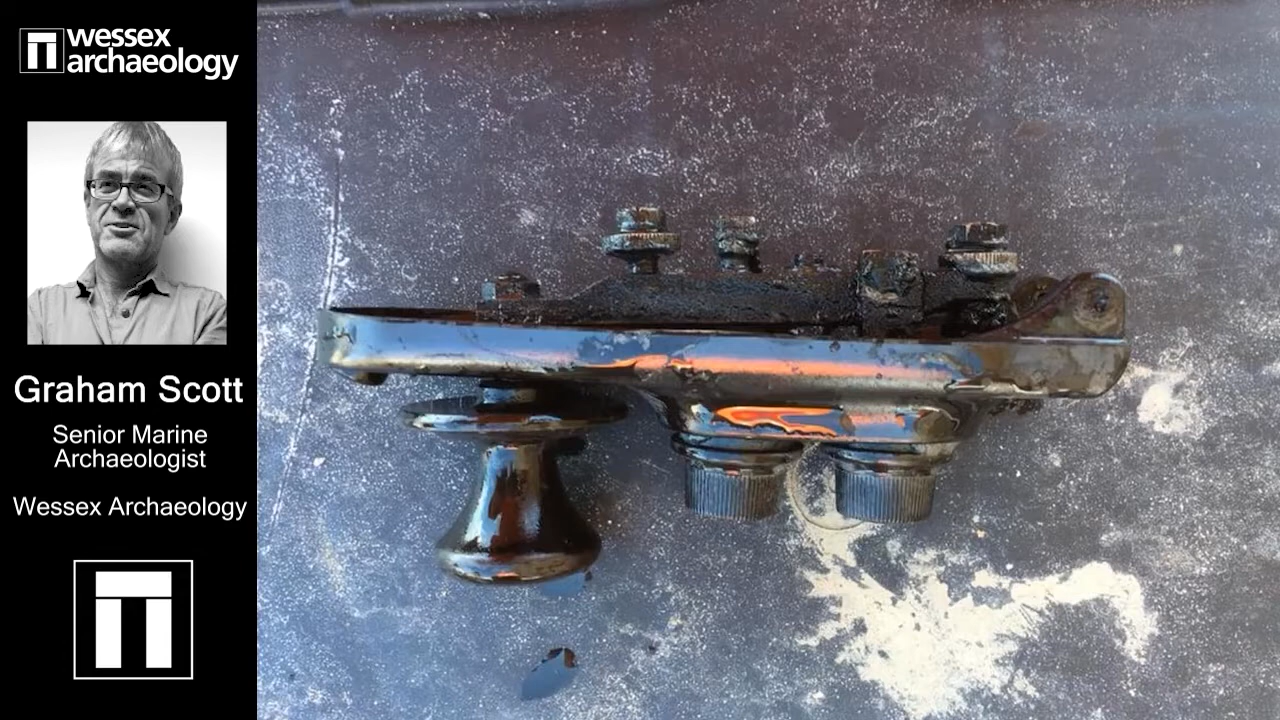 wessex
archaeology
Graham Scott
Senior Marine
Archaeologist
Wessex Archaeology